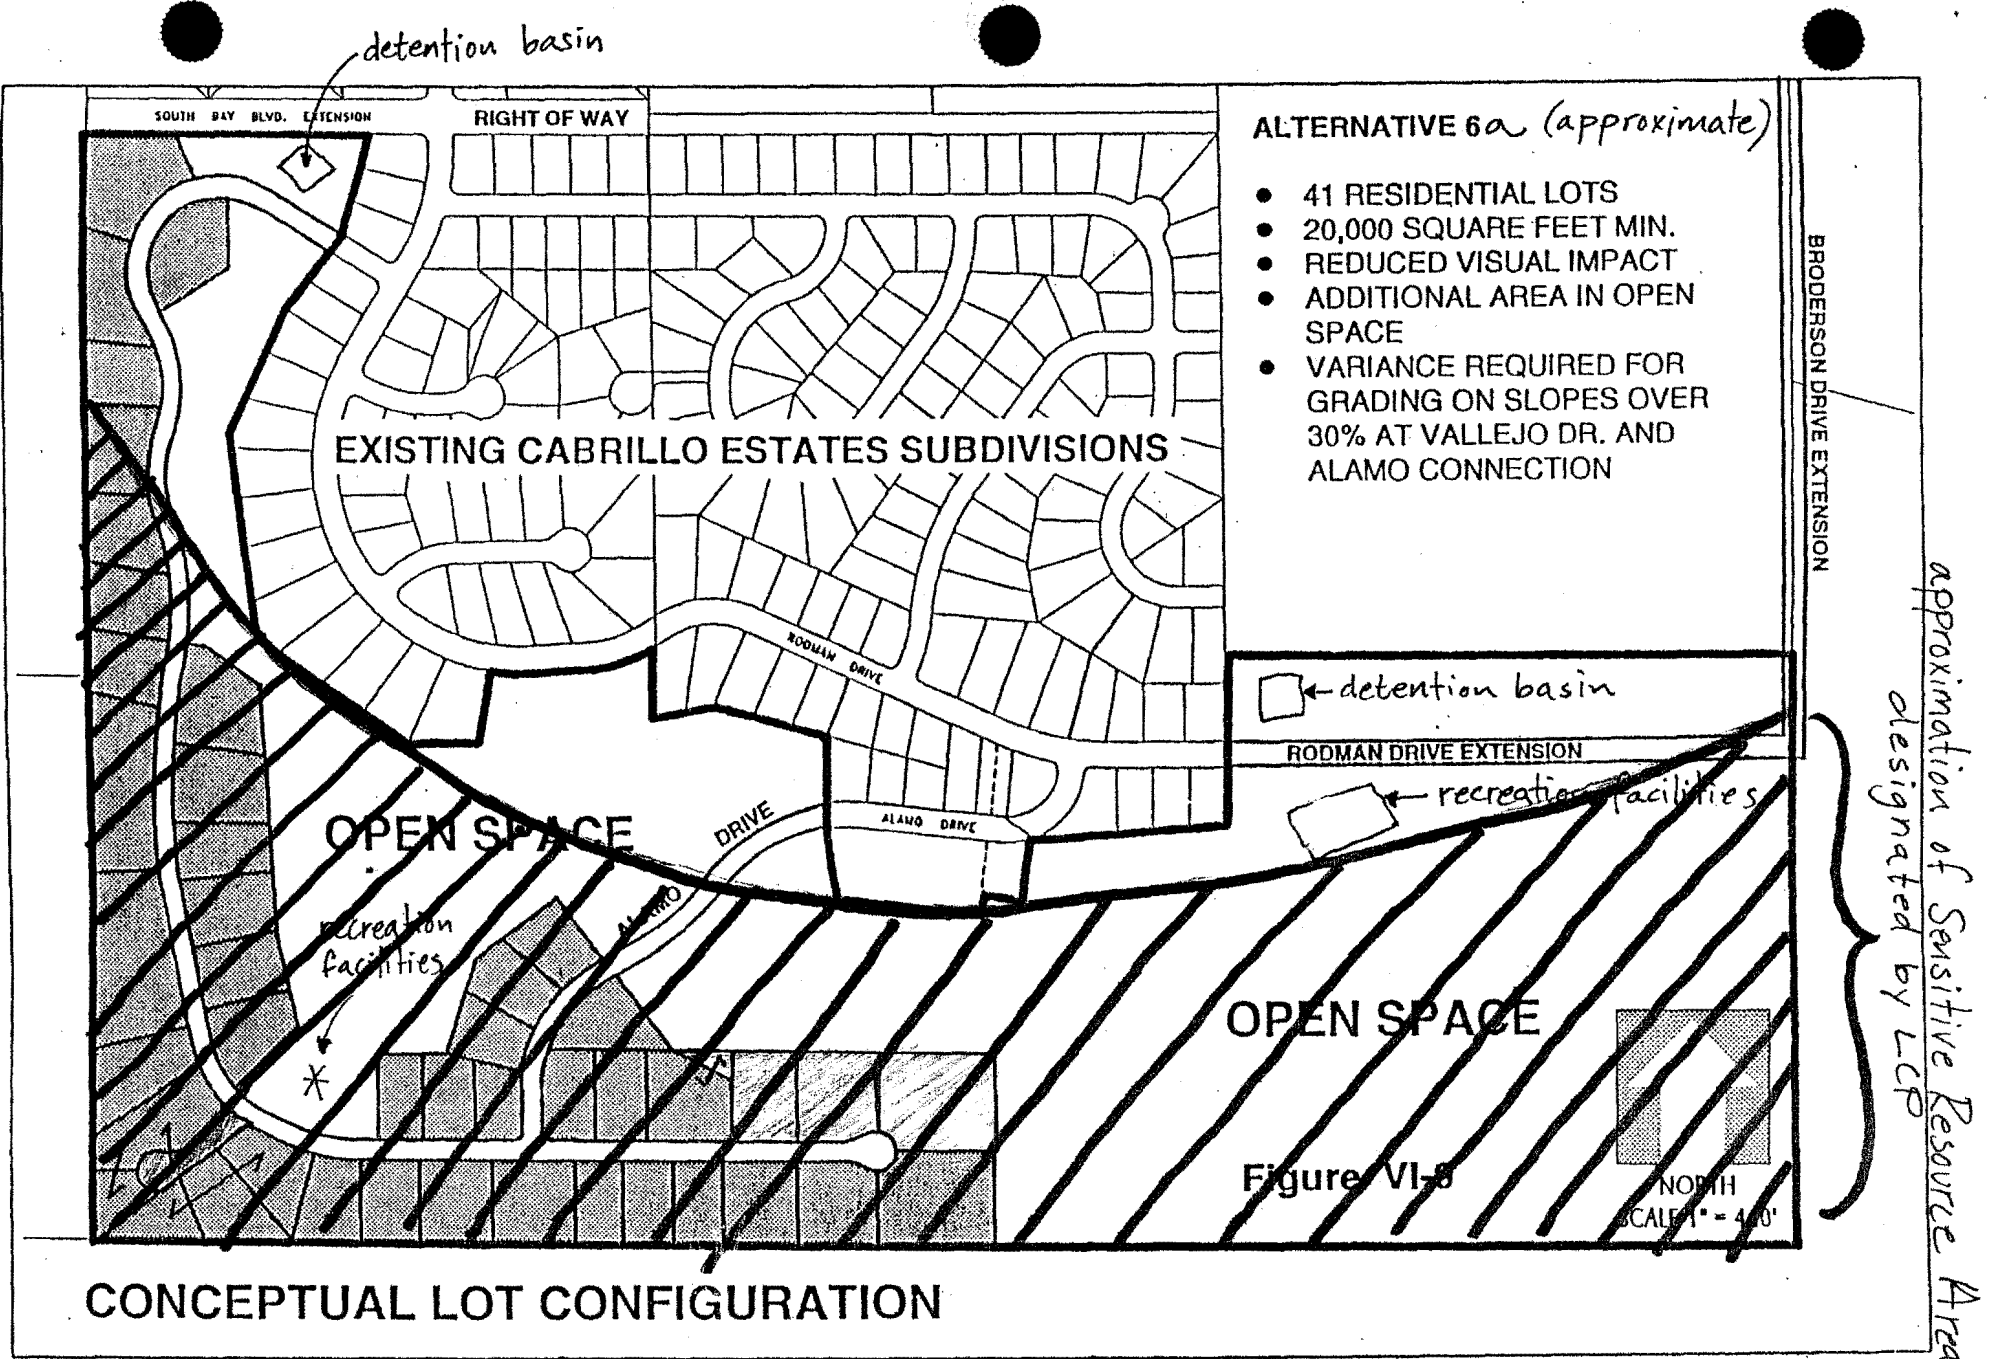 detention basin
SOUTH BAY BLVD. EXTENSION
RIGHT OF WAY
ALTERNATIVE 6a (approximate)
• 41 RESIDENTIAL LOTS
• 20,000 SQUARE FEET MIN.
• REDUCED VISUAL IMPACT
• ADDITIONAL AREA IN OPEN
SPACE
• VARIANCE REQUIRED FOR
GRADING ON SLOPES OVER
30% AT VALLEJO DR. AND
ALAMO CONNECTION
BRODERSON DRIVE EXTENSION
EXISTING CABRILLO ESTATES SUBDIVISIONS
RODMAN DRIVE
detention basin
RODMAN DRIVE EXTENSION
recreation facilities
ALAMO DRIVE
OPEN SPACE
ALAMO DRIVE
recreation
facilities
OPEN SPACE
Figure VI-
NORTH
SCALE 1" = 400'
approximation of Sensitive Resource Area
designated by LCP
CONCEPTUAL LOT CONFIGURATION